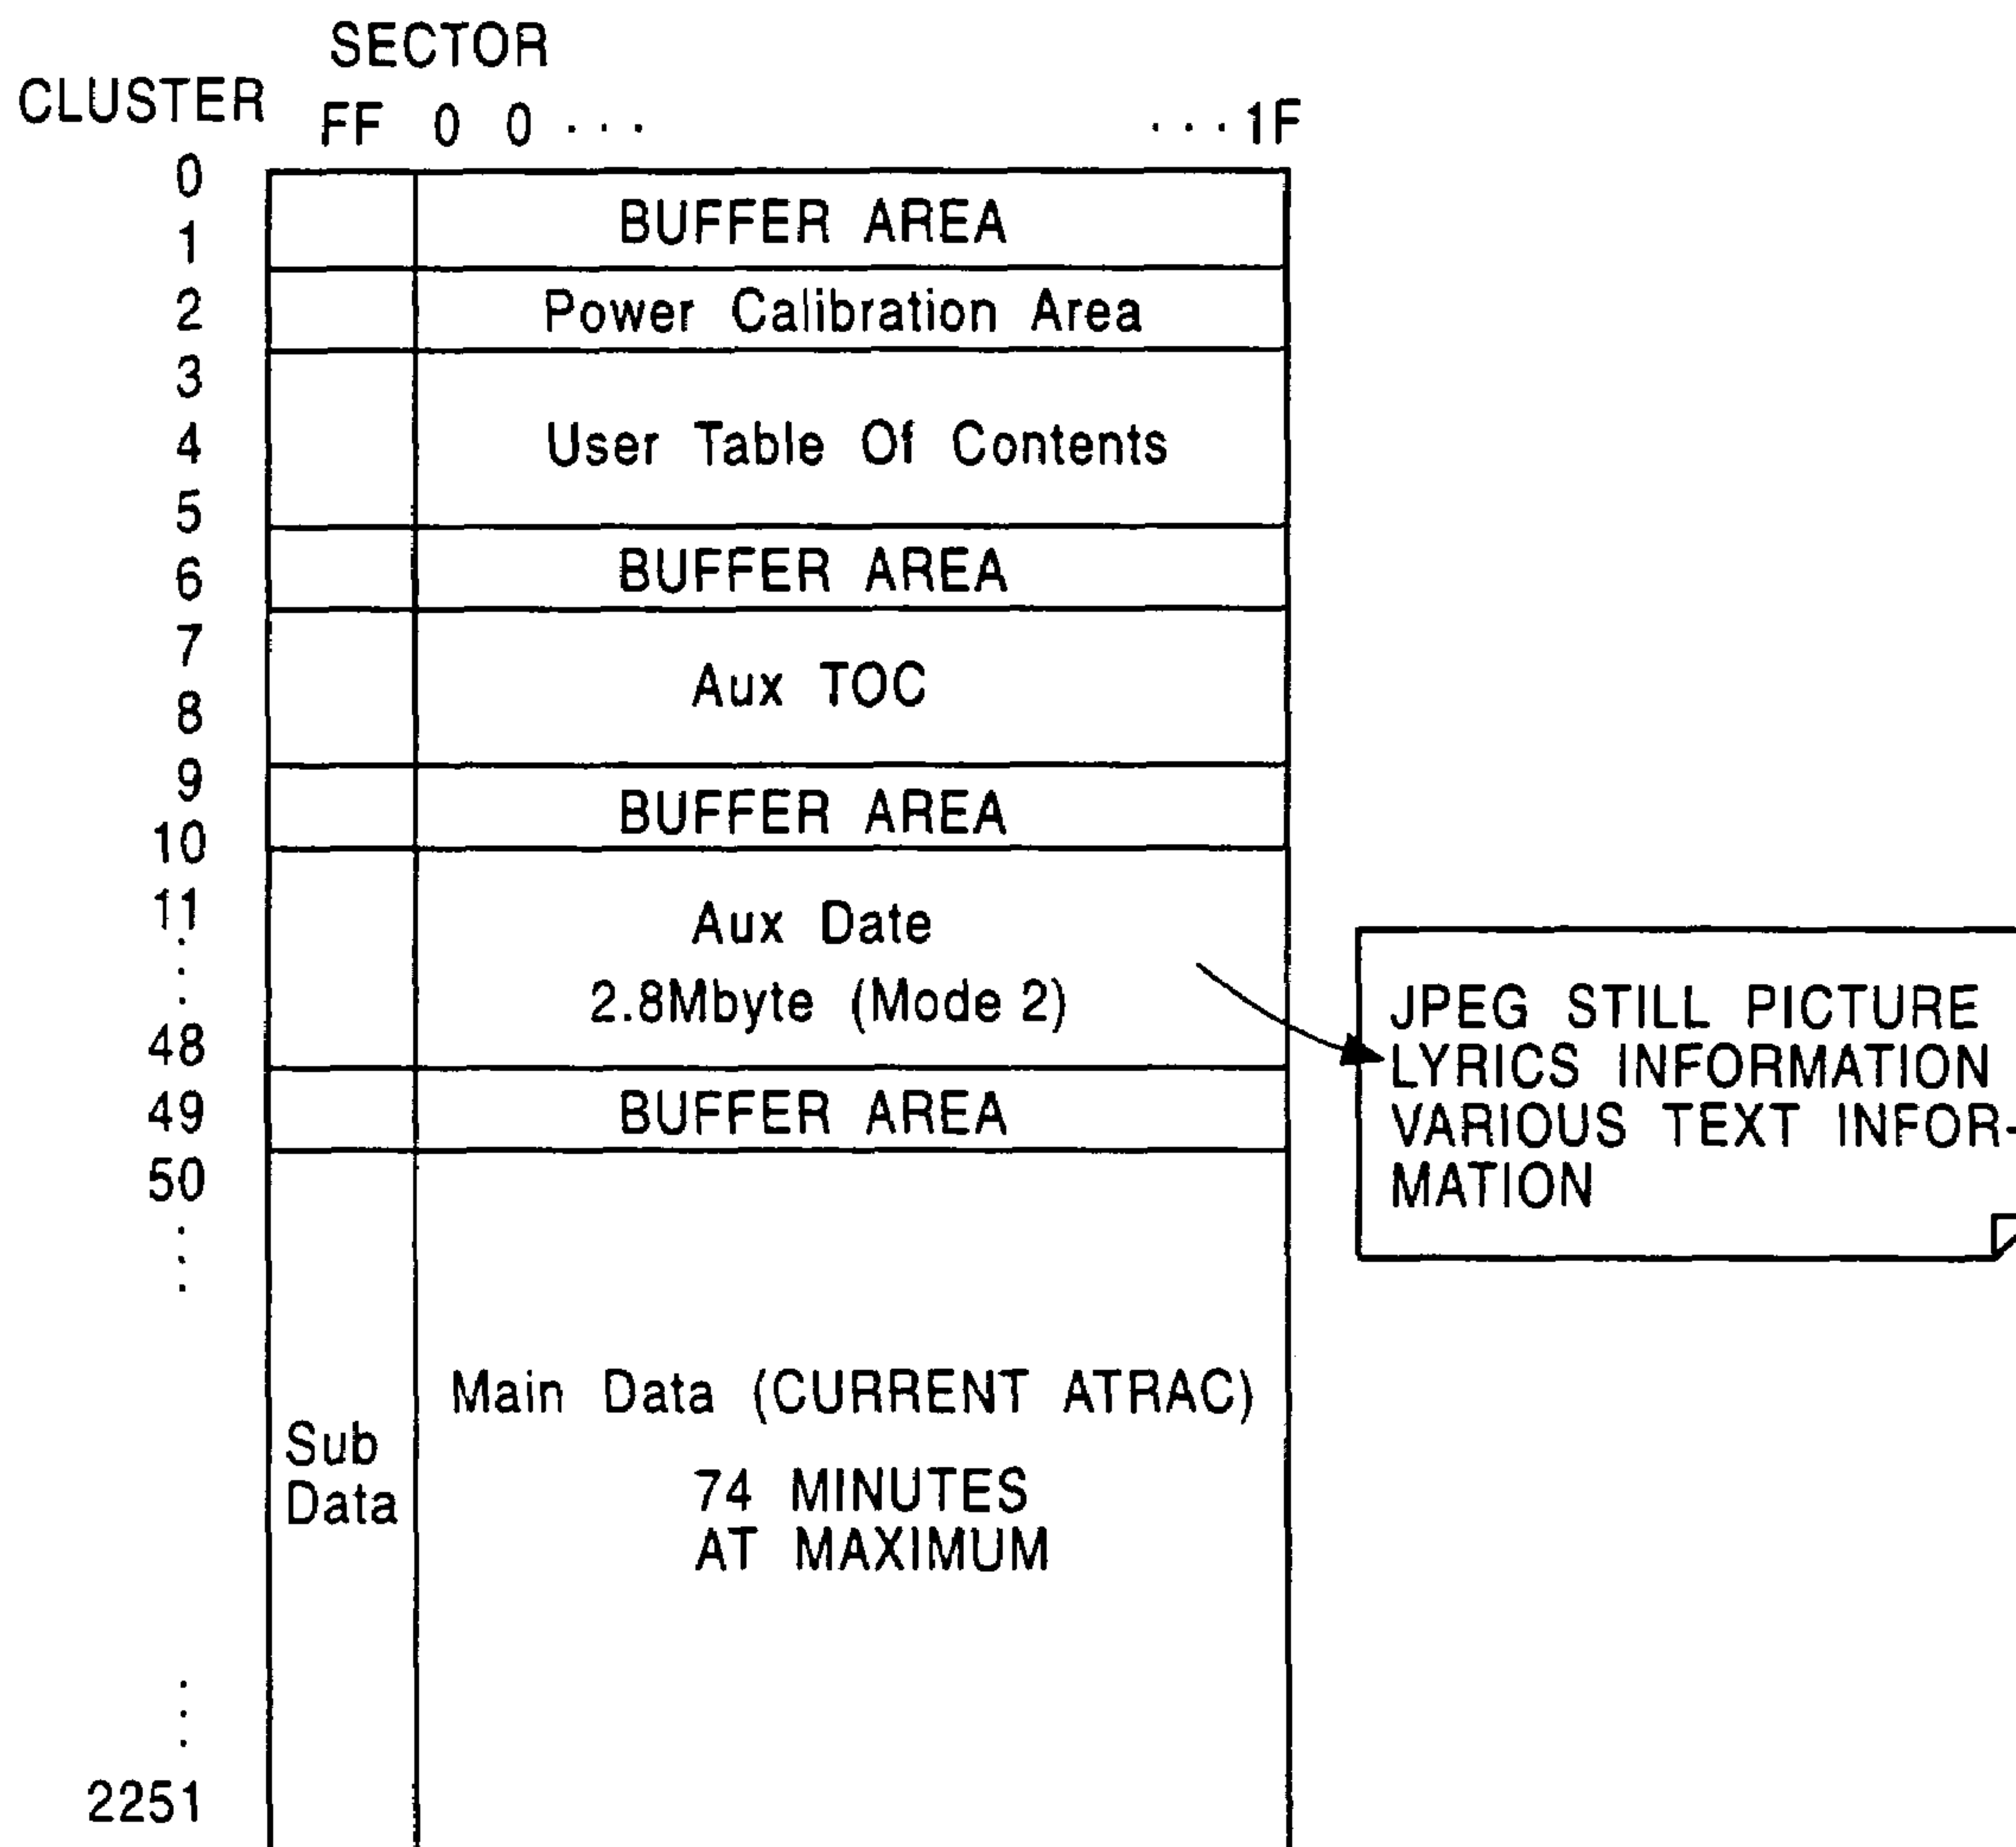 SECTOR
CLUSTER
FF 0 0 ··· ··· 1F
0
BUFFER AREA
1
2
Power Calibration Area
3
4
User Table Of Contents
5
6
BUFFER AREA
7
Aux TOC
8
9
BUFFER AREA
10
11
Aux Date
2.8Mbyte (Mode 2)
48
49
BUFFER AREA
50
JPEG STILL PICTURE
LYRICS INFORMATION
VARIOUS TEXT INFOR-
MATION
Main Data (CURRENT ATRAC)
Sub
Data
74 MINUTES
AT MAXIMUM
2251